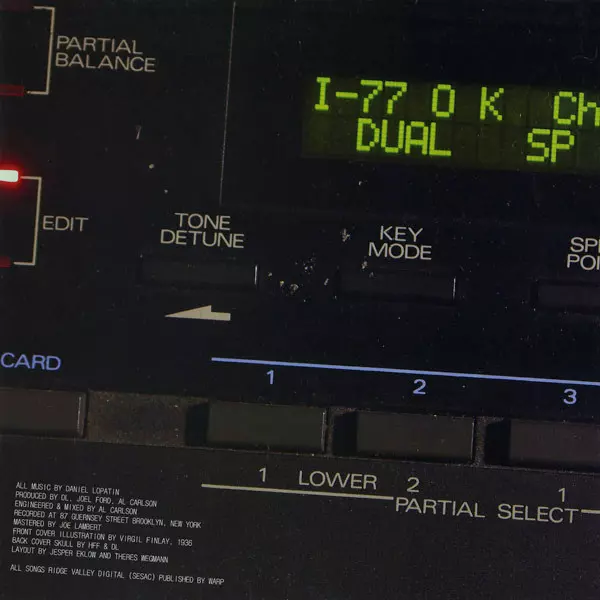 PARTIAL
BALANCE
I-77 O K Ch
DUAL SP
EDIT
TONE
DETUNE
KEY
MODE
SP
PO
CARD
1 2 3
1 LOWER 2
PARTIAL SELECT
1
ALL MUSIC BY DANIEL LOPATIN
PRODUCED BY DL, JOEL FORD, AL CARLSON
ENGINEERED & MIXED BY AL CARLSON
RECORDED AT 87 GUERNSEY STREET BROOKLYN, NEW YORK
MASTERED BY JOE LAMBERT
FRONT COVER ILLUSTRATION BY VIRGIL FINLAY, 1936
BACK COVER SKULL BY HFF & DL
LAYOUT BY JESPER EKLOW AND THERES WEGMANN
ALL SONGS RIDGE VALLEY DIGITAL (SESAC) PUBLISHED BY WARP